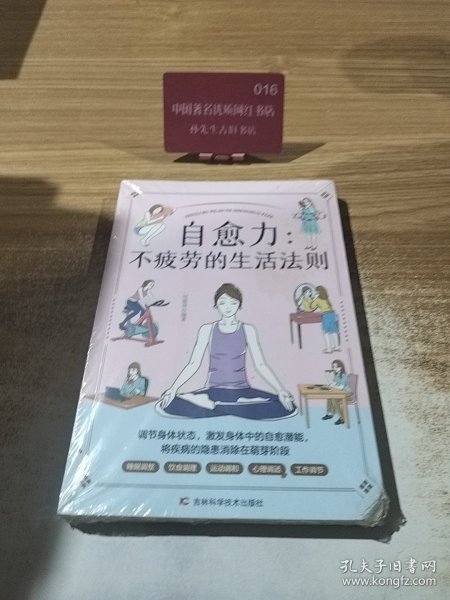 016
中国著名优质网红书店
孙先生古旧书店
自愈力：
不疲劳的生活法则
编著
调节身体状态，激发身体中的自愈潜能，
将疾病的隐患消除在萌芽阶段
睡眠调整
饮食调理
运动调和
心理调适
工作调节
吉林科学技术出版社
孔夫子旧书网
www.kongfz.com